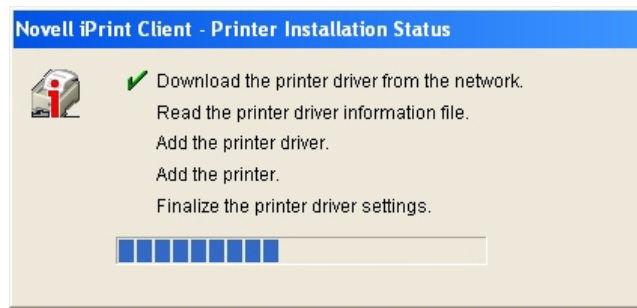 Novell iPrint Client - Printer Installation Status
Download the printer driver from the network.
Read the printer driver information file.
Add the printer driver.
Add the printer.
Finalize the printer driver settings.